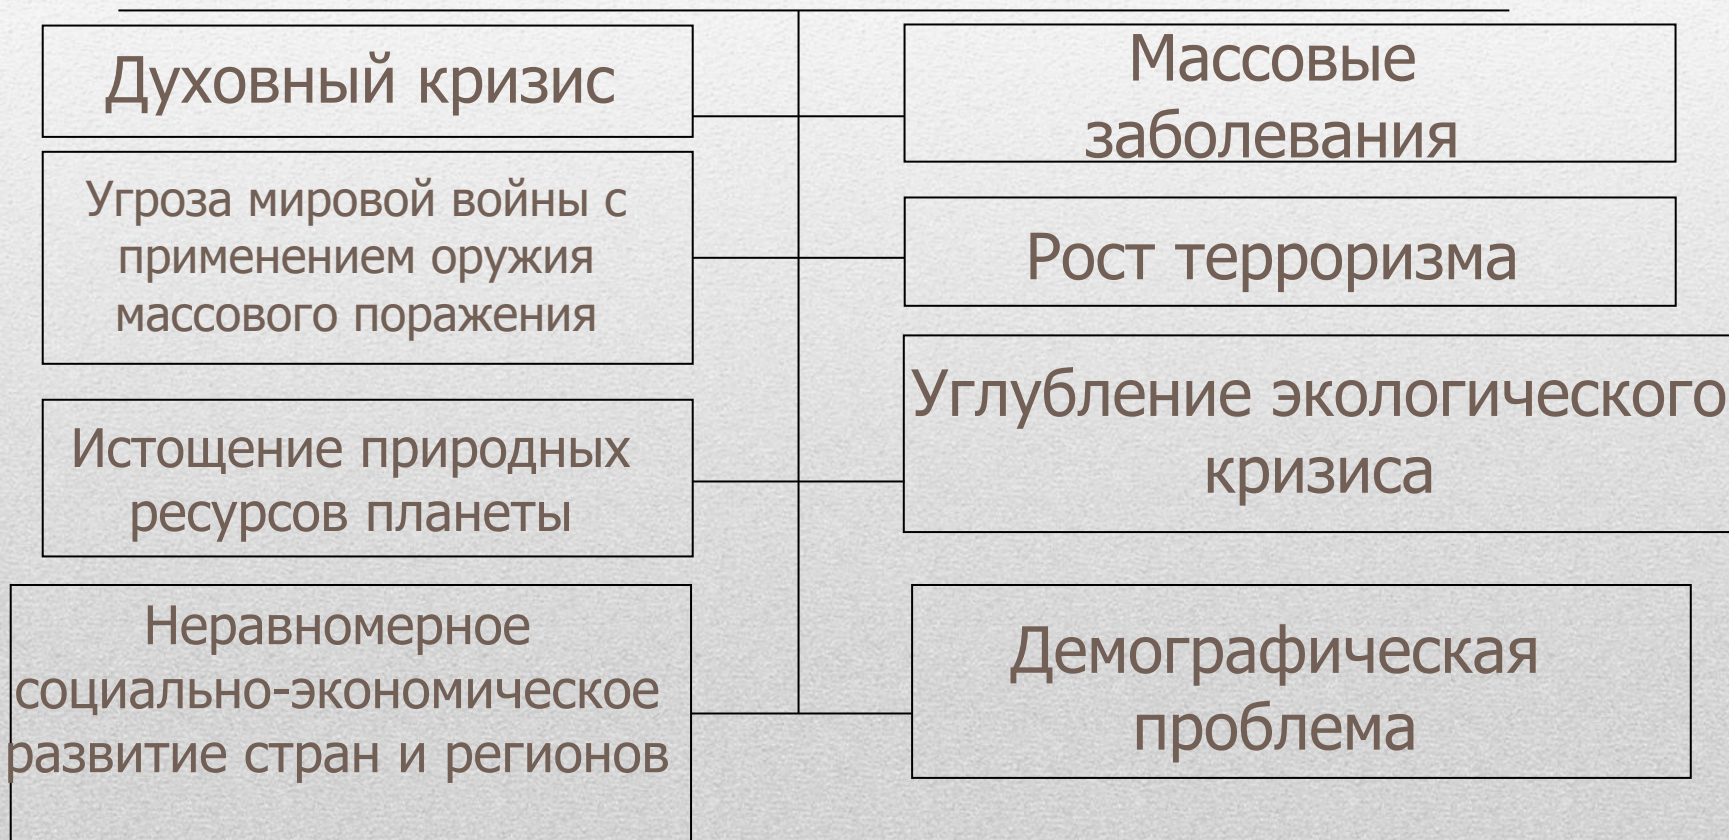 Духовный кризис
Массовые
заболевания
Угроза мировой войны с
применением оружия
массового поражения
Рост терроризма
Истощение природных
ресурсов планеты
Углубление экологического
кризиса
Неравномерное
социально-экономическое
развитие стран и регионов
Демографическая
проблема